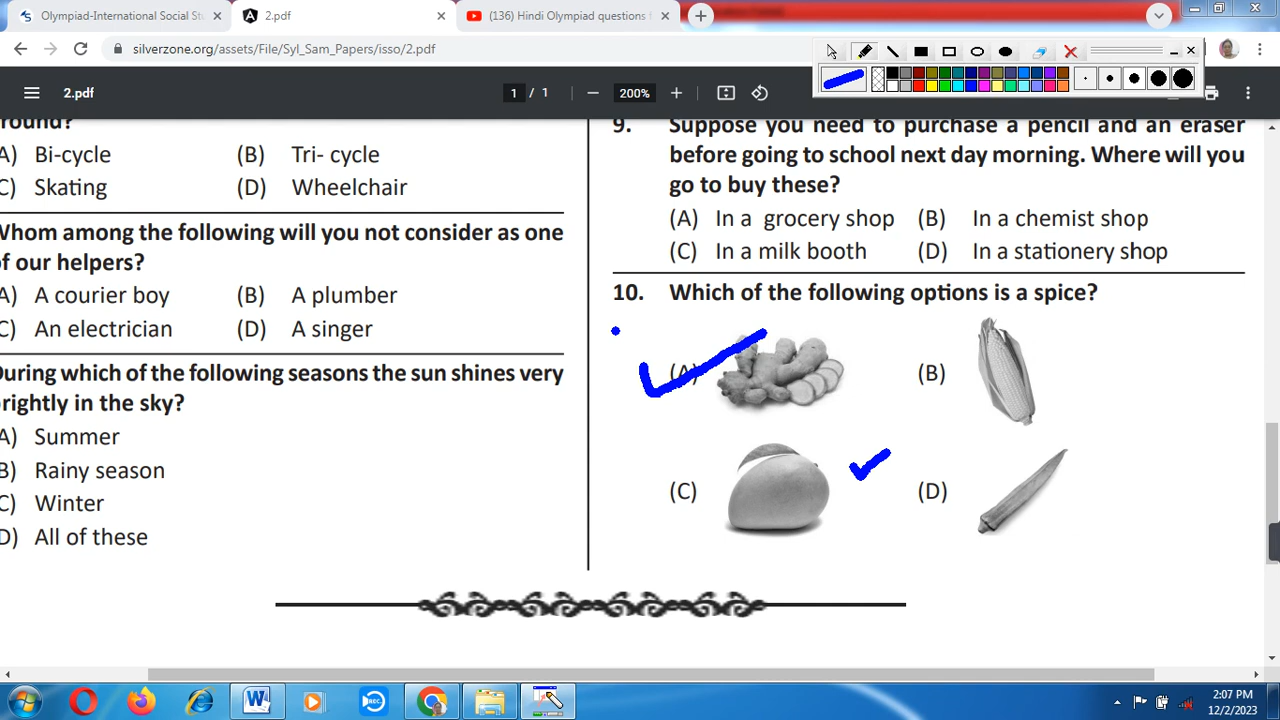 Olympiad-International Social Stu
2.pdf
(136) Hindi Olympiad questions f
silverzone.org/assets/File/Syl_Sam_Papers/isso/2.pdf
2.pdf
1 / 1
200%
round?
A) Bi-cycle (B) Tri- cycle
C) Skating (D) Wheelchair
Whom among the following will you not consider as one
of our helpers?
A) A courier boy (B) A plumber
C) An electrician (D) A singer
During which of the following seasons the sun shines very
brightly in the sky?
A) Summer
B) Rainy season
C) Winter
D) All of these
9. Suppose you need to purchase a pencil and an eraser
before going to school next day morning. Where will you
go to buy these?
(A) In a grocery shop (B) In a chemist shop
(C) In a milk booth (D) In a stationery shop
10. Which of the following options is a spice?
(A) (B)
(C) (D)
REC
2:07 PM
12/2/2023